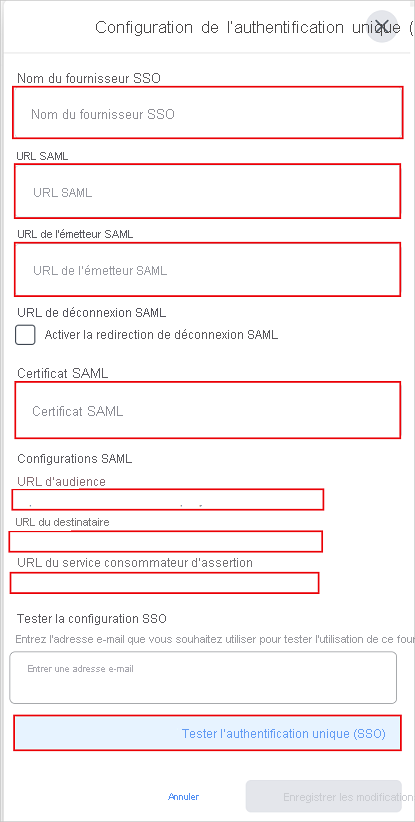 Configuration de l'authentification unique (
Nom du fournisseur SSO
Nom du fournisseur SSO
URL SAML
URL SAML
URL de l'émetteur SAML
URL de l'émetteur SAML
URL de déconnexion SAML
Activer la redirection de déconnexion SAML
Certificat SAML
Certificat SAML
Configurations SAML
URL d'audience
URL du destinataire
URL du service consommateur d'assertion
Tester la configuration SSO
Entrez l'adresse e-mail que vous souhaitez utiliser pour tester l'utilisation de ce four
Entrer une adresse e-mail
Tester l'authentification unique (SSO)
Annuler
Enregistrer les modification